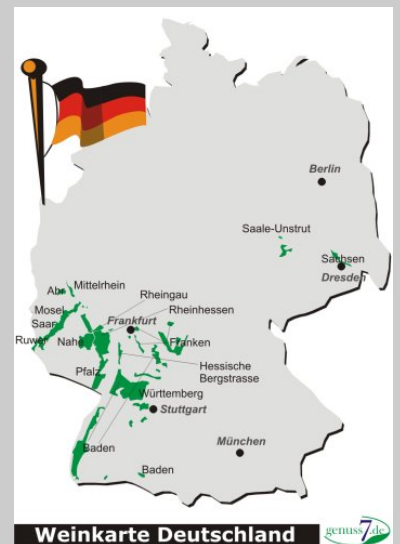 Berlin
Saale-Unstrut
Sachsen
Dresden
Ahr
Mittelrhein
Rheingau
Mosel
Rheinhessen
Saar
Frankfurt
Ruwer
Nahe
Franken
Pfalz
Hessische
Bergstrasse
Württemberg
Stuttgart
Baden
München
Baden
Weinkarte Deutschland
genuss7.de